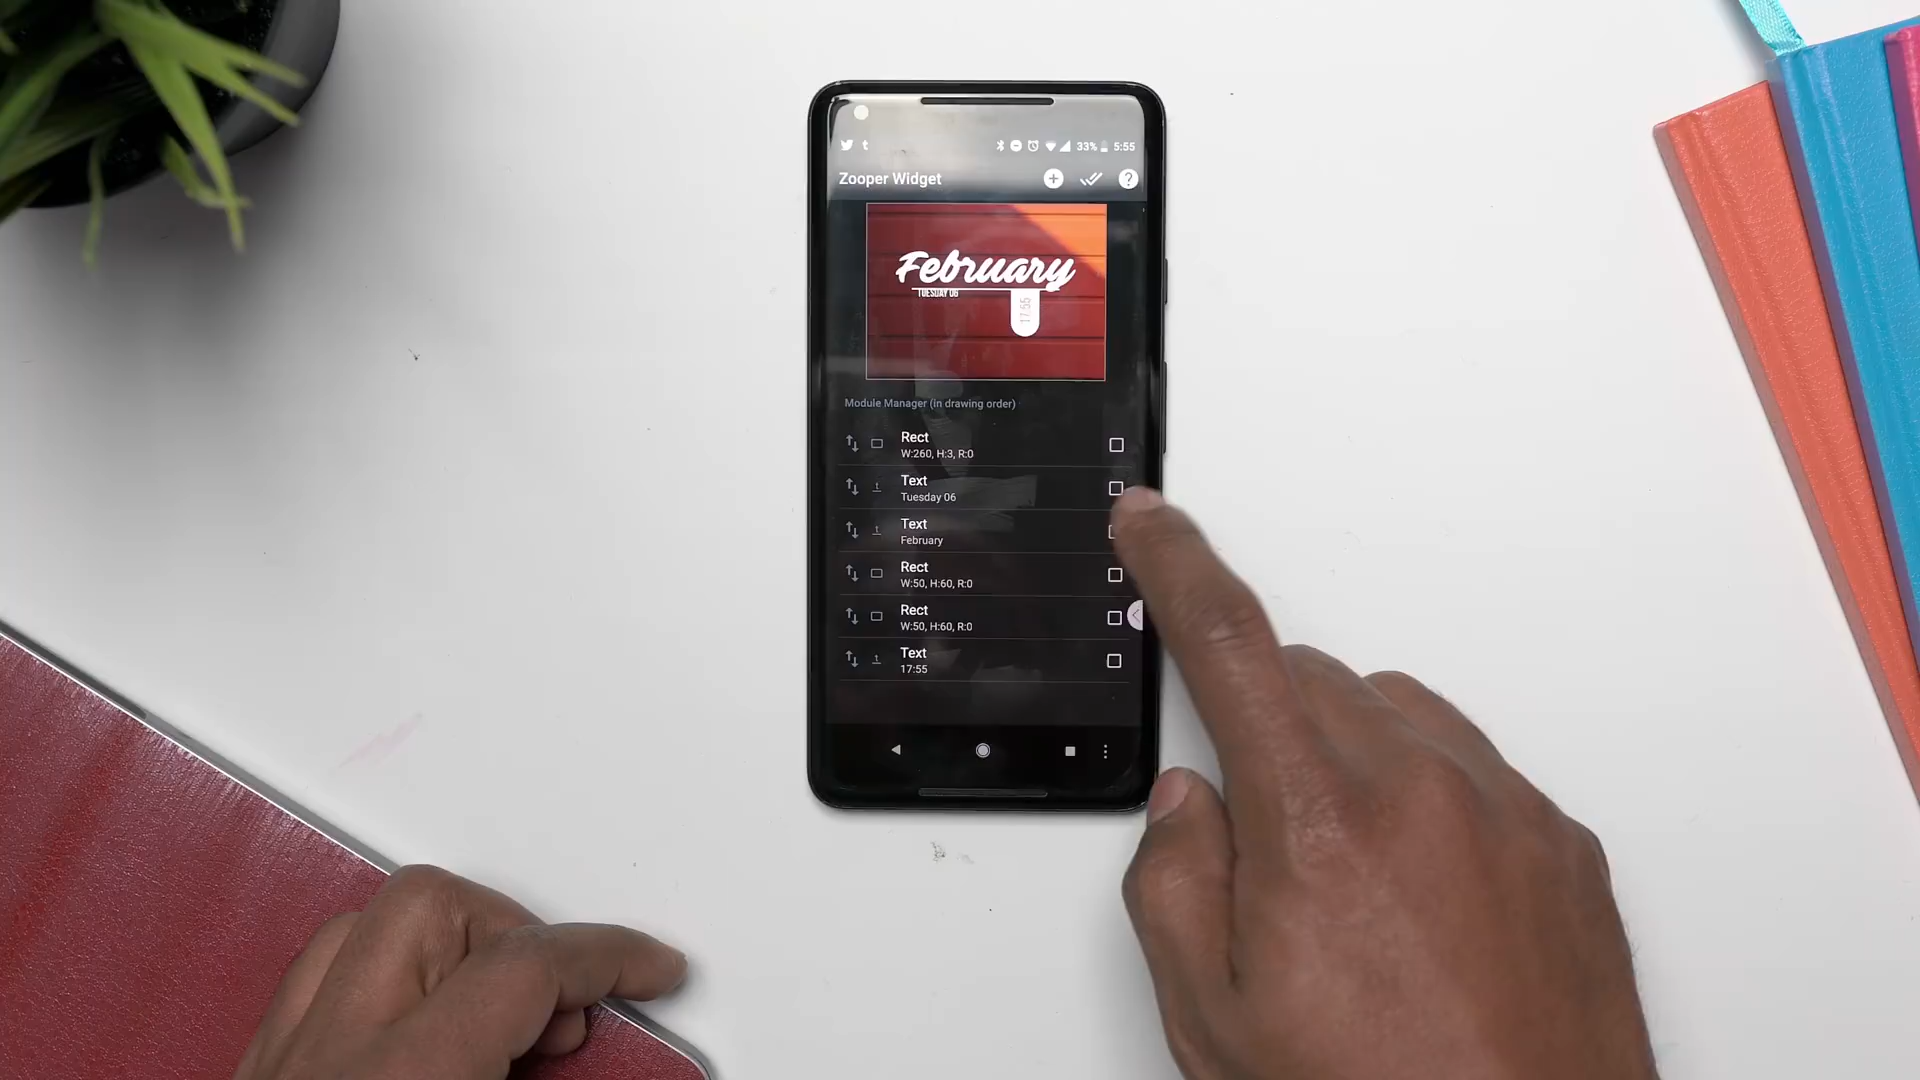 33% 5:55
Zooper Widget
February
TUESDAY 06
17:55
Module Manager (in drawing order)
Rect
W:260, H:3, R:0
Text
Tuesday 06
Text
February
Rect
W:50, H:60, R:0
Rect
W:50, H:60, R:0
Text
17:55